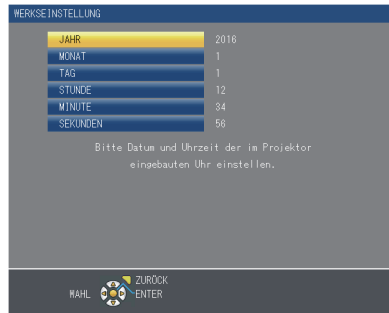 WERKSEINSTELLUNG
JAHR 2016
MONAT 1
TAG 1
STUNDE 12
MINUTE 34
SEKUNDEN 56
Bitte Datum und Uhrzeit der im Projektor
eingebauten Uhr einstellen.
ZURÖCK
WAHL ENTER